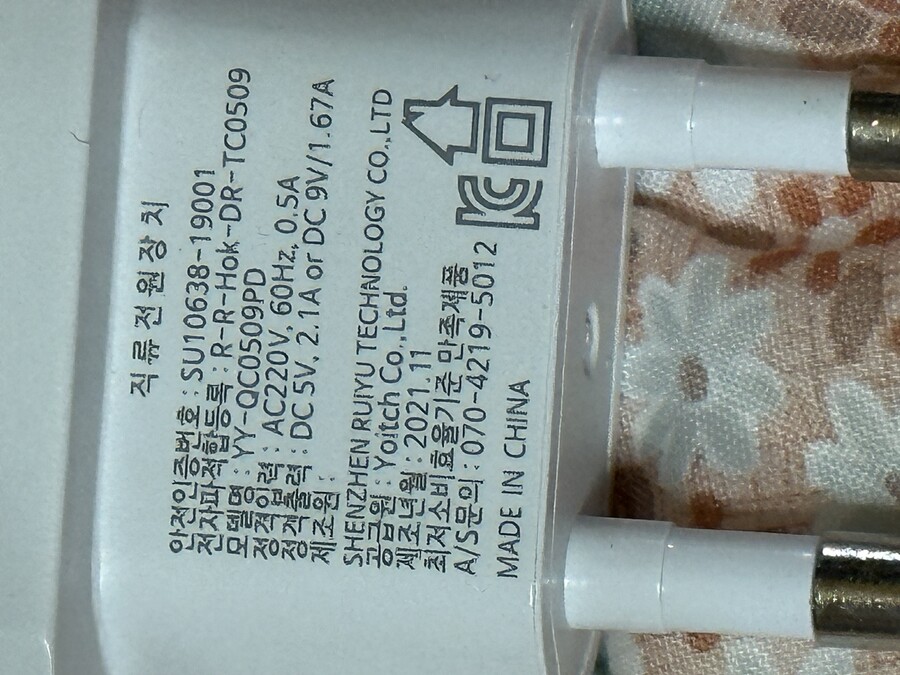 직류전원장치
안전인증번호 : SU10638-19001
전자파적합등록 : R-R-Hok-DR-TC0509
모델명 : YY-QC0509PD
정격입력 : AC220V, 60Hz, 0.5A
정격출력 : DC 5V, 2.1A or DC 9V/1.67A
제조원 :
SHENZHEN RUIYU TECHNOLOGY CO.,LTD
공급원 : Yoitch Co.,Ltd.
제조년월 : 2021.11
최저소비효율기준 만족제품
A/S문의 : 070-4219-5012
MADE IN CHINA